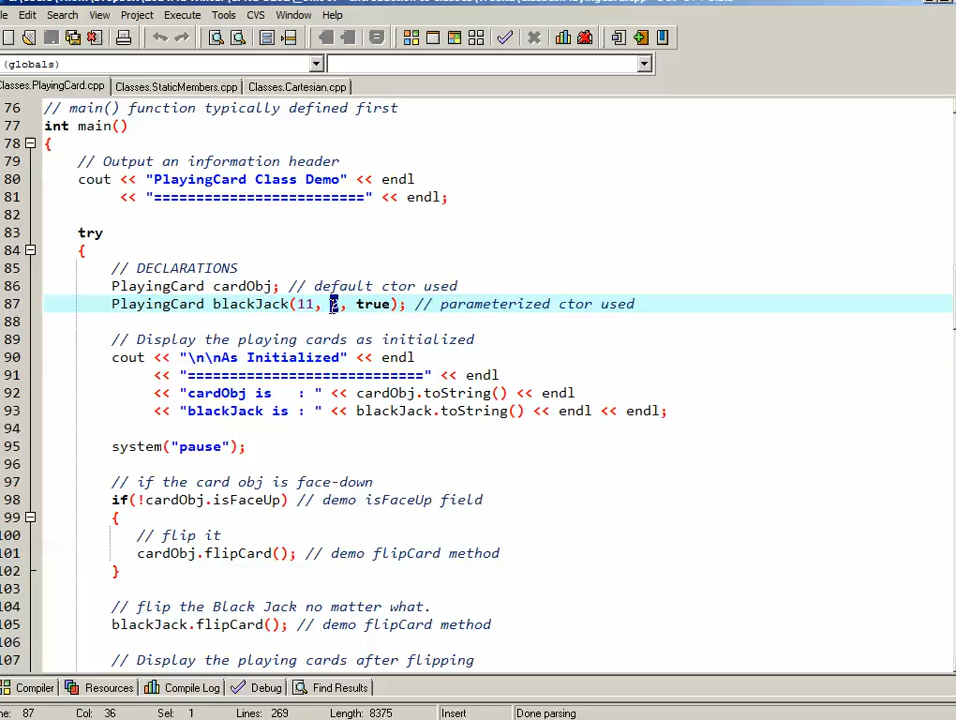 Edit Search View Project Execute Tools CVS Window Help
(globals)
Classes.PlayingCard.cpp Classes.StaticMembers.cpp Classes.Cartesian.cpp
76 // main() function typically defined first
77 int main()
78 {
79 // Output an information header
80 cout << "PlayingCard Class Demo" << endl
81 << "=========================" << endl;
82
83 try
84 {
85 // DECLARATIONS
86 PlayingCard cardObj; // default ctor used
87 PlayingCard blackJack(11, , true); // parameterized ctor used
88
89 // Display the playing cards as initialized
90 cout << "\n\nAs Initialized" << endl
91 << "============================" << endl
92 << "cardObj is   : " << cardObj.toString() << endl
93 << "blackJack is : " << blackJack.toString() << endl << endl;
94
95 system("pause");
96
97 // if the card obj is face-down
98 if(!cardObj.isFaceUp) // demo isFaceUp field
99 {
100 // flip it
101 cardObj.flipCard(); // demo flipCard method
102 }
103
104 // flip the Black Jack no matter what.
105 blackJack.flipCard(); // demo flipCard method
106
107 // Display the playing cards after flipping
Compiler Resources Compile Log Debug Find Results
ne: 87 Col: 36 Sel: 1 Lines: 269 Length: 8375 Insert Done parsing